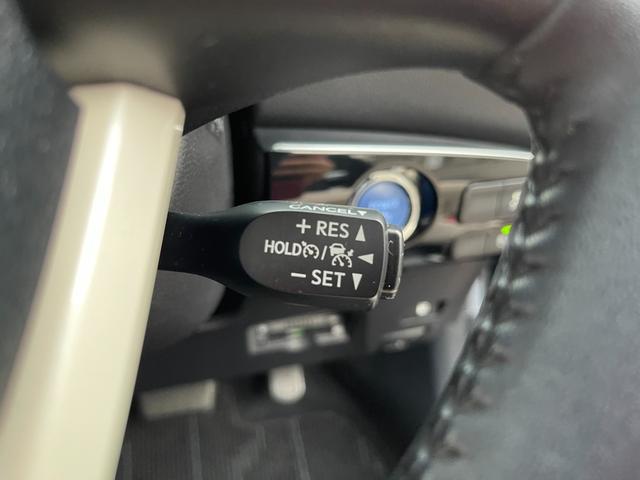 CANCEL▼
+ RES ▲
HOLD / ◀
− SET ▼